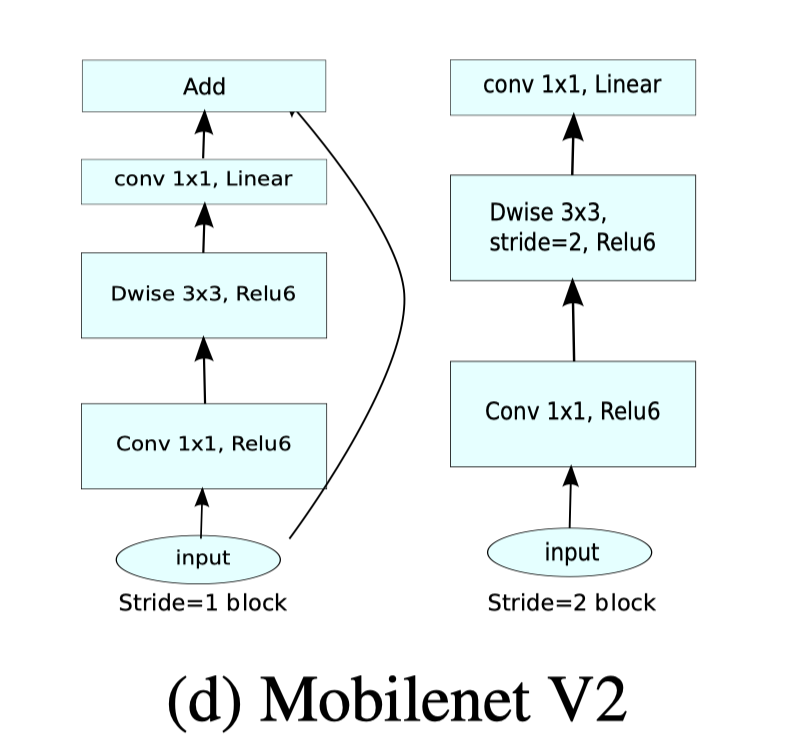 Add
conv 1x1, Linear
Dwise 3x3, Relu6
Conv 1x1, Relu6
input
Stride=1 block
conv 1x1, Linear
Dwise 3x3,
stride=2, Relu6
Conv 1x1, Relu6
input
Stride=2 block
(d) Mobilenet V2